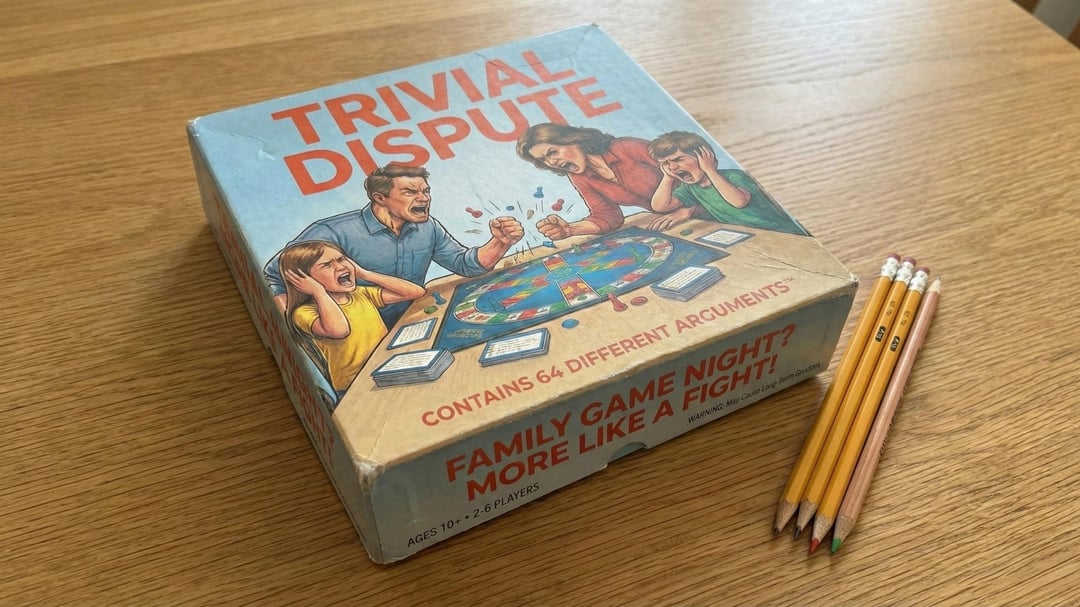 TRIVIAL
DISPUTE
CONTAINS 64 DIFFERENT ARGUMENTS™
FAMILY GAME NIGHT?
MORE LIKE A FIGHT!
WARNING: May Cause Long-Term Grudges.
AGES 10+ • 2-6 PLAYERS